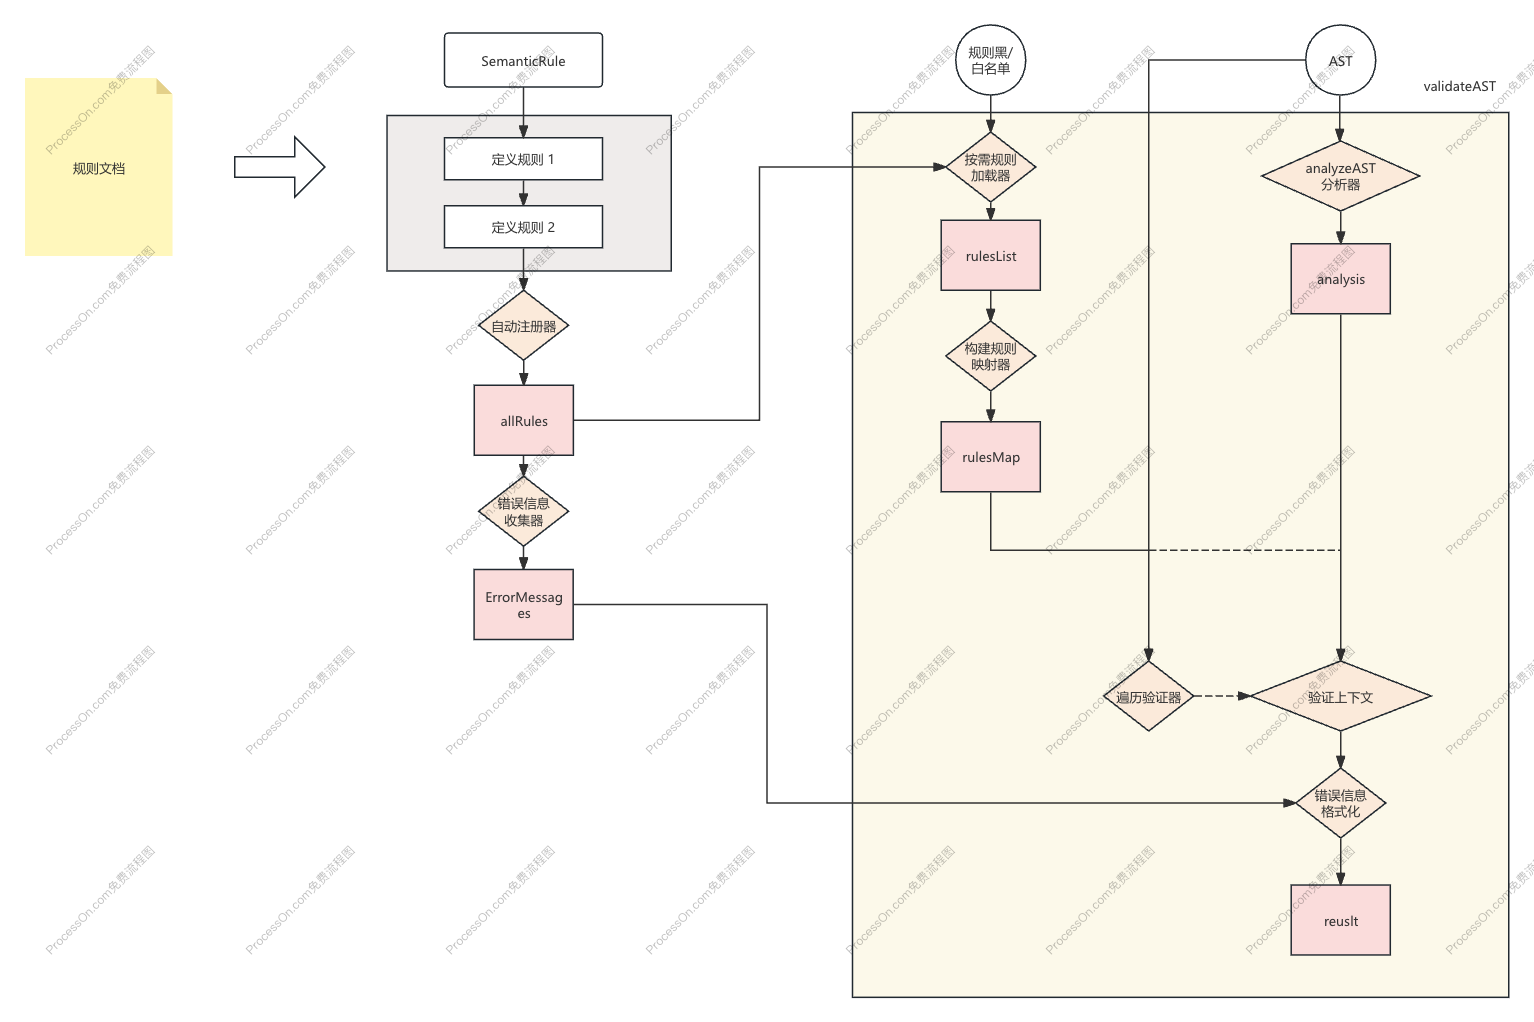 规则文档
SemanticRule
定义规则 1
定义规则 2
自动注册器
allRules
错误信息
收集器
ErrorMessag
es
规则黑/
白名单
AST
validateAST
按需规则
加载器
analyzeAST
分析器
rulesList
analysis
构建规则
映射器
rulesMap
遍历验证器
验证上下文
错误信息
格式化
reuslt
ProcessOn.com免费流程图